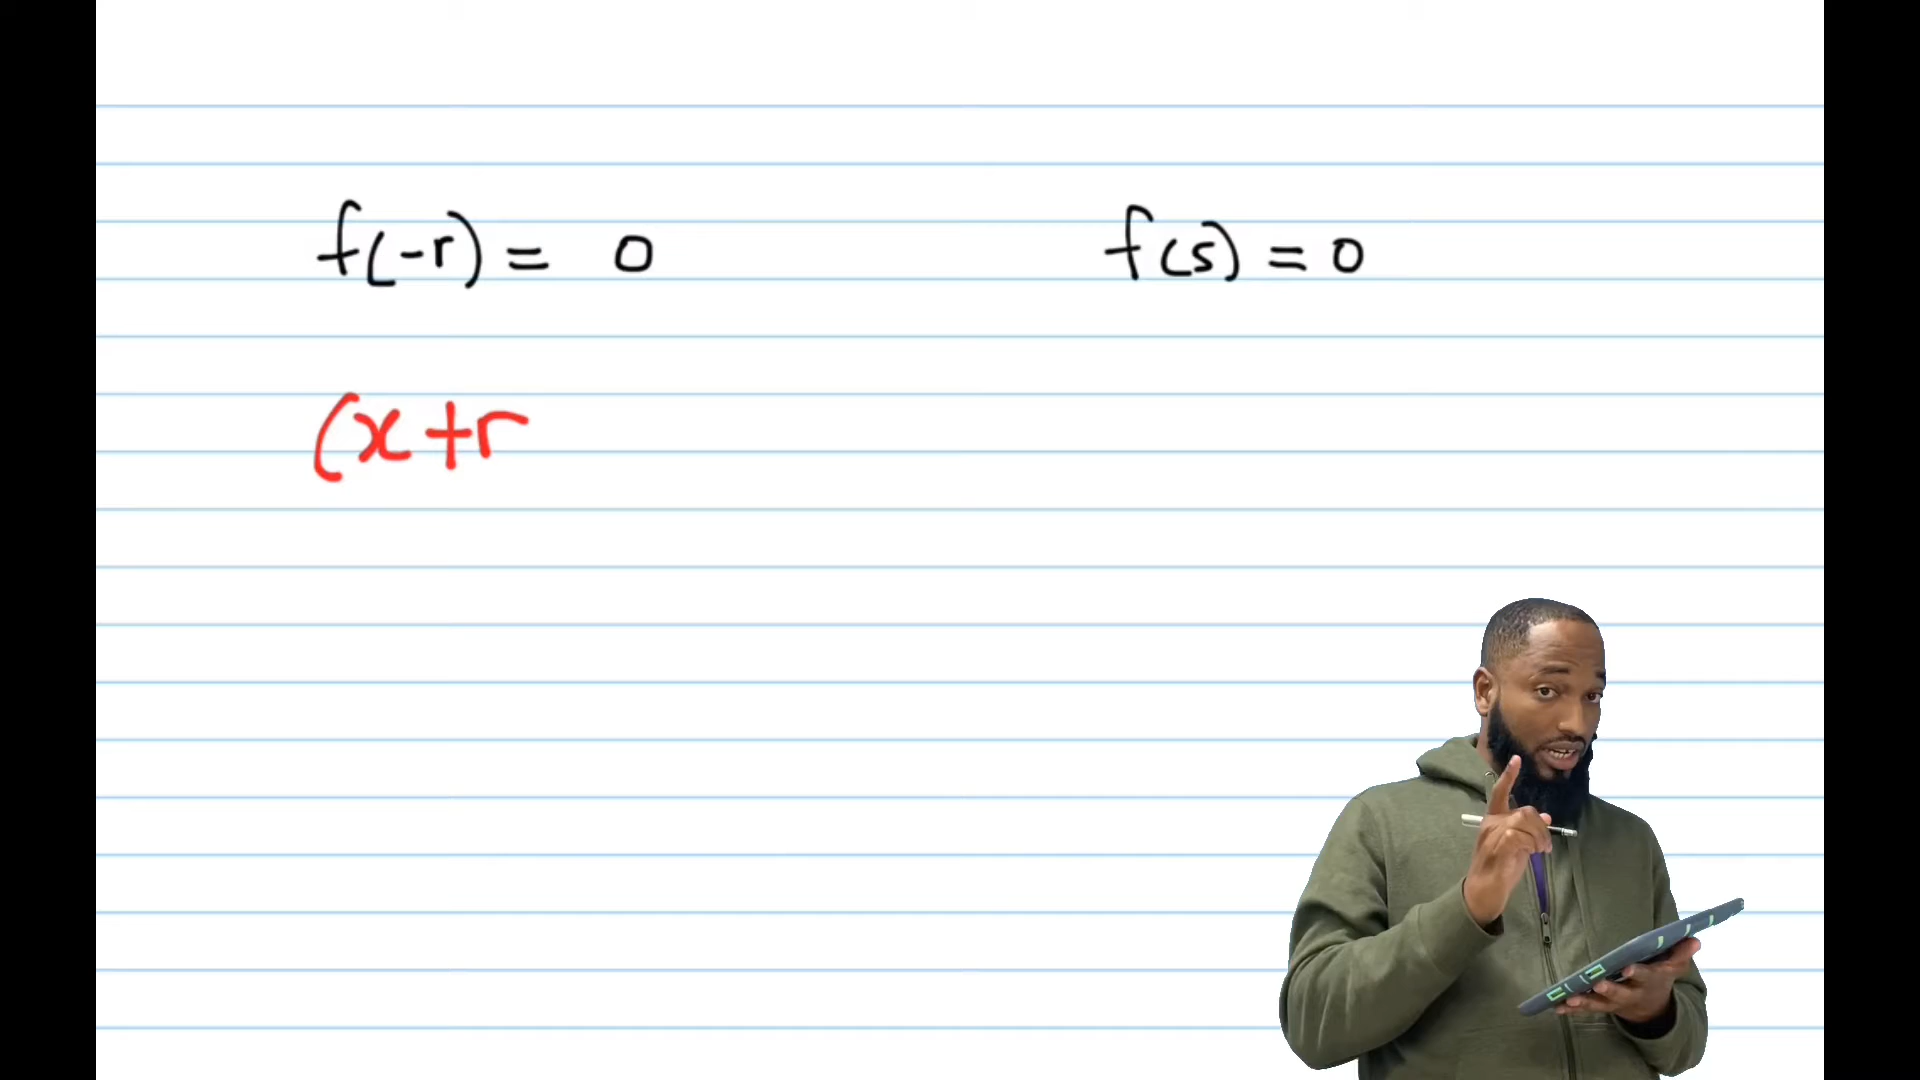 f(-r) = 0
f(s) = 0
(x+r